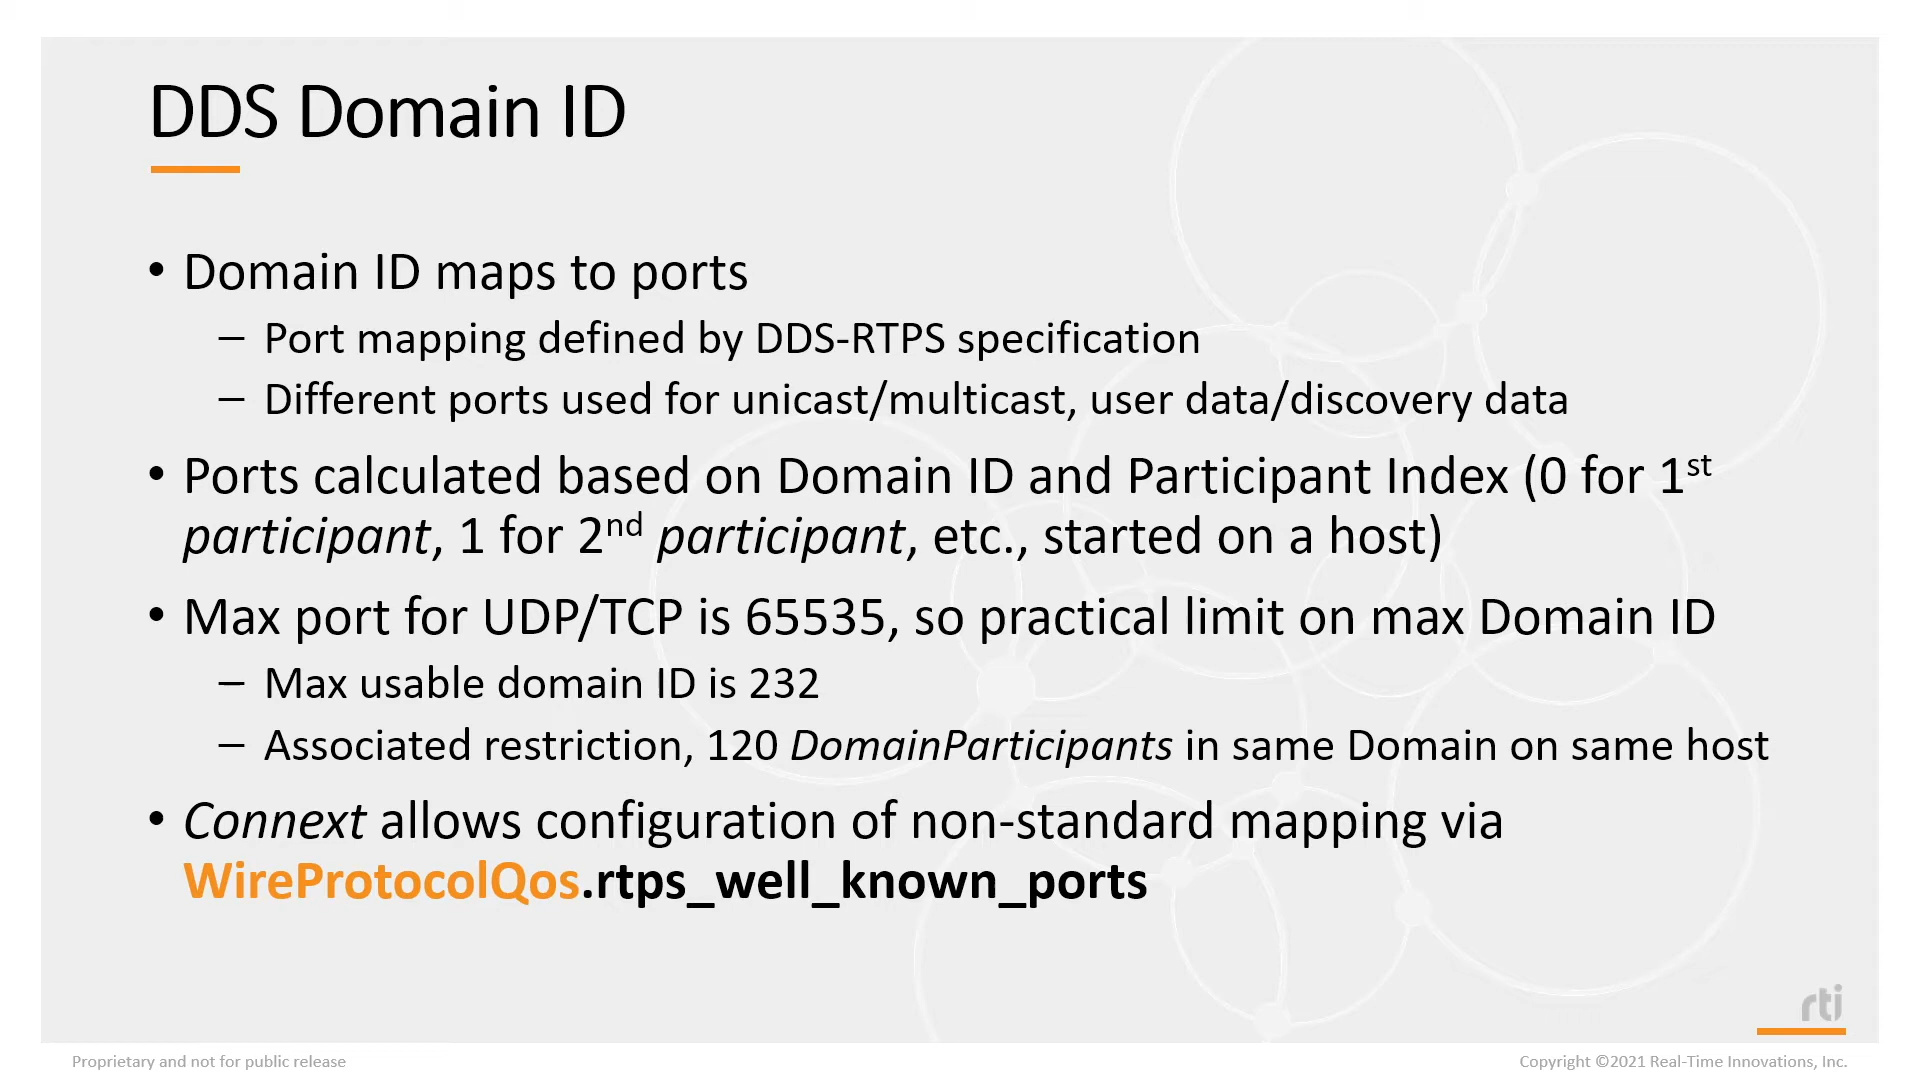 DDS Domain ID
• Domain ID maps to ports
– Port mapping defined by DDS-RTPS specification
– Different ports used for unicast/multicast, user data/discovery data
• Ports calculated based on Domain ID and Participant Index (0 for 1st
participant, 1 for 2nd participant, etc., started on a host)
• Max port for UDP/TCP is 65535, so practical limit on max Domain ID
– Max usable domain ID is 232
– Associated restriction, 120 DomainParticipants in same Domain on same host
• Connext allows configuration of non-standard mapping via
WireProtocolQos.rtps_well_known_ports
rti
Proprietary and not for public release
Copyright ©2021 Real-Time Innovations, Inc.